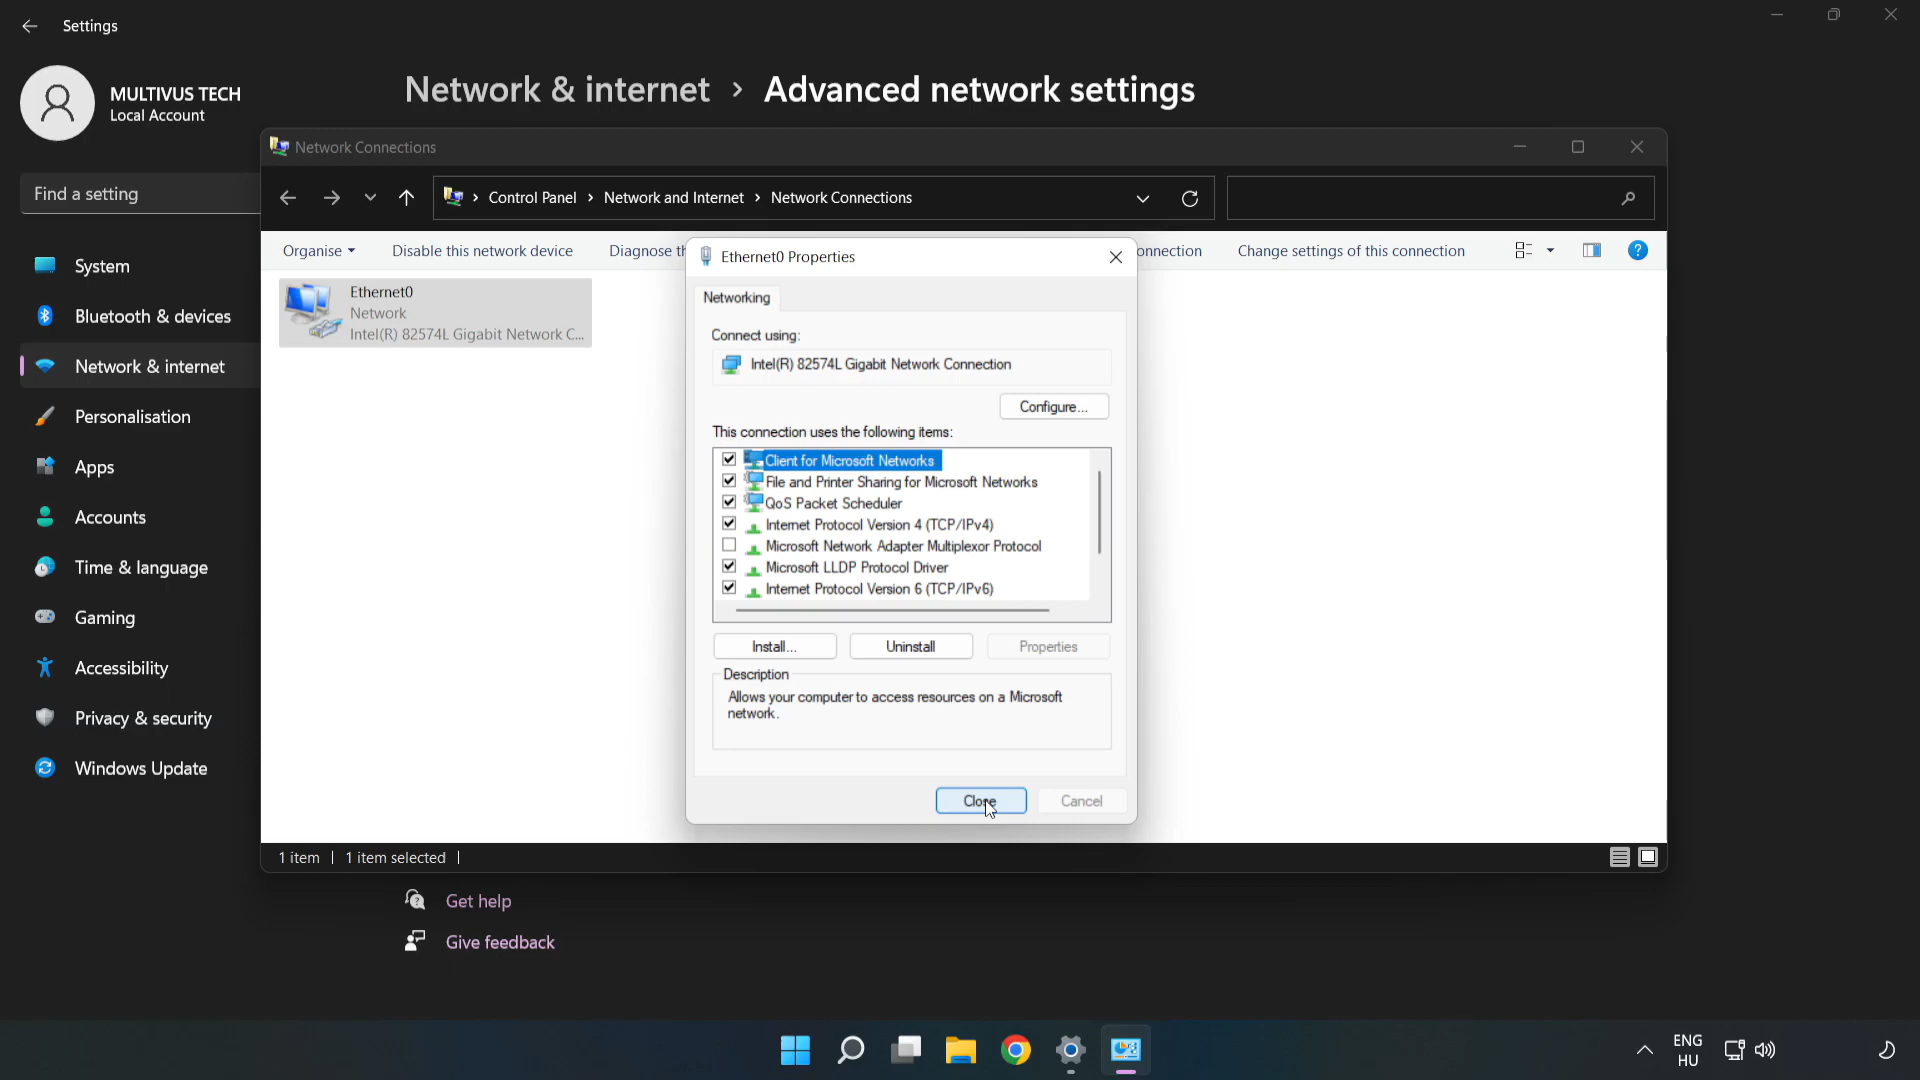 Settings
MULTIVUS TECH
Local Account
Find a setting
System
Bluetooth & devices
Network & internet
Personalisation
Apps
Accounts
Time & language
Gaming
Accessibility
Privacy & security
Windows Update
Network & internet › Advanced network settings
Network Connections
Control Panel › Network and Internet › Network Connections
Organise
Disable this network device
Diagnose th
onnection
Change settings of this connection
Ethernet0
Network
Intel(R) 82574L Gigabit Network C...
Ethernet0 Properties
Networking
Connect using:
Intel(R) 82574L Gigabit Network Connection
Configure...
This connection uses the following items:
Client for Microsoft Networks
File and Printer Sharing for Microsoft Networks
QoS Packet Scheduler
Internet Protocol Version 4 (TCP/IPv4)
Microsoft Network Adapter Multiplexor Protocol
Microsoft LLDP Protocol Driver
Internet Protocol Version 6 (TCP/IPv6)
Install...
Uninstall
Properties
Description
Allows your computer to access resources on a Microsoft
network.
Close
Cancel
1 item
1 item selected
Get help
Give feedback
ENG
HU